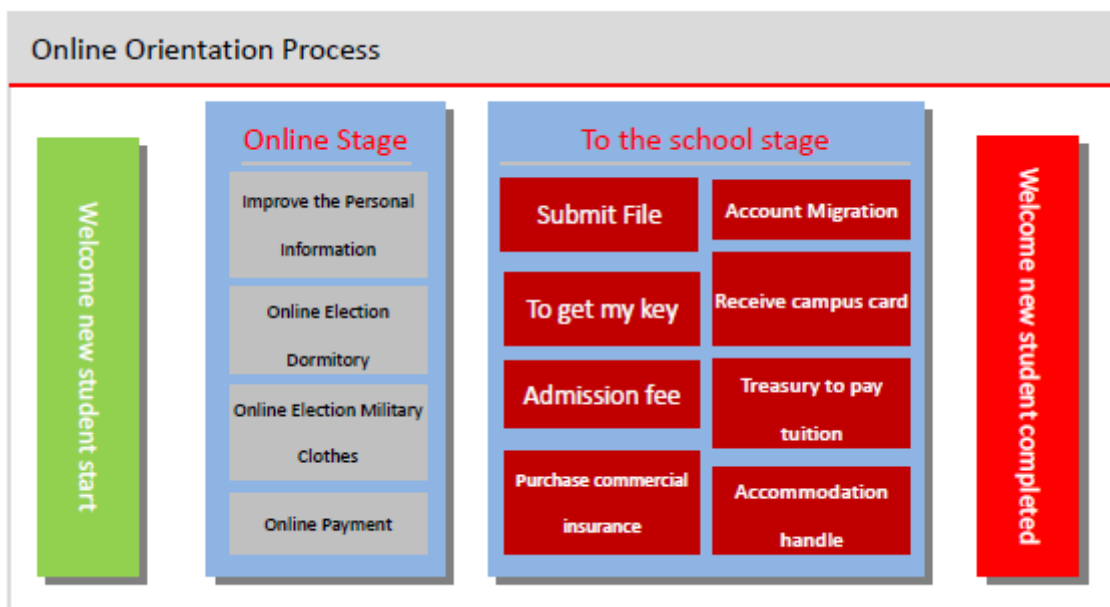 Online Orientation Process
Welcome new student start
Online Stage
Improve the Personal
Information
Online Election
Dormitory
Online Election Military
Clothes
Online Payment
To the school stage
Submit File
To get my key
Admission fee
Purchase commercial
insurance
Account Migration
Receive campus card
Treasury to pay
tuition
Accommodation
handle
Welcome new student completed